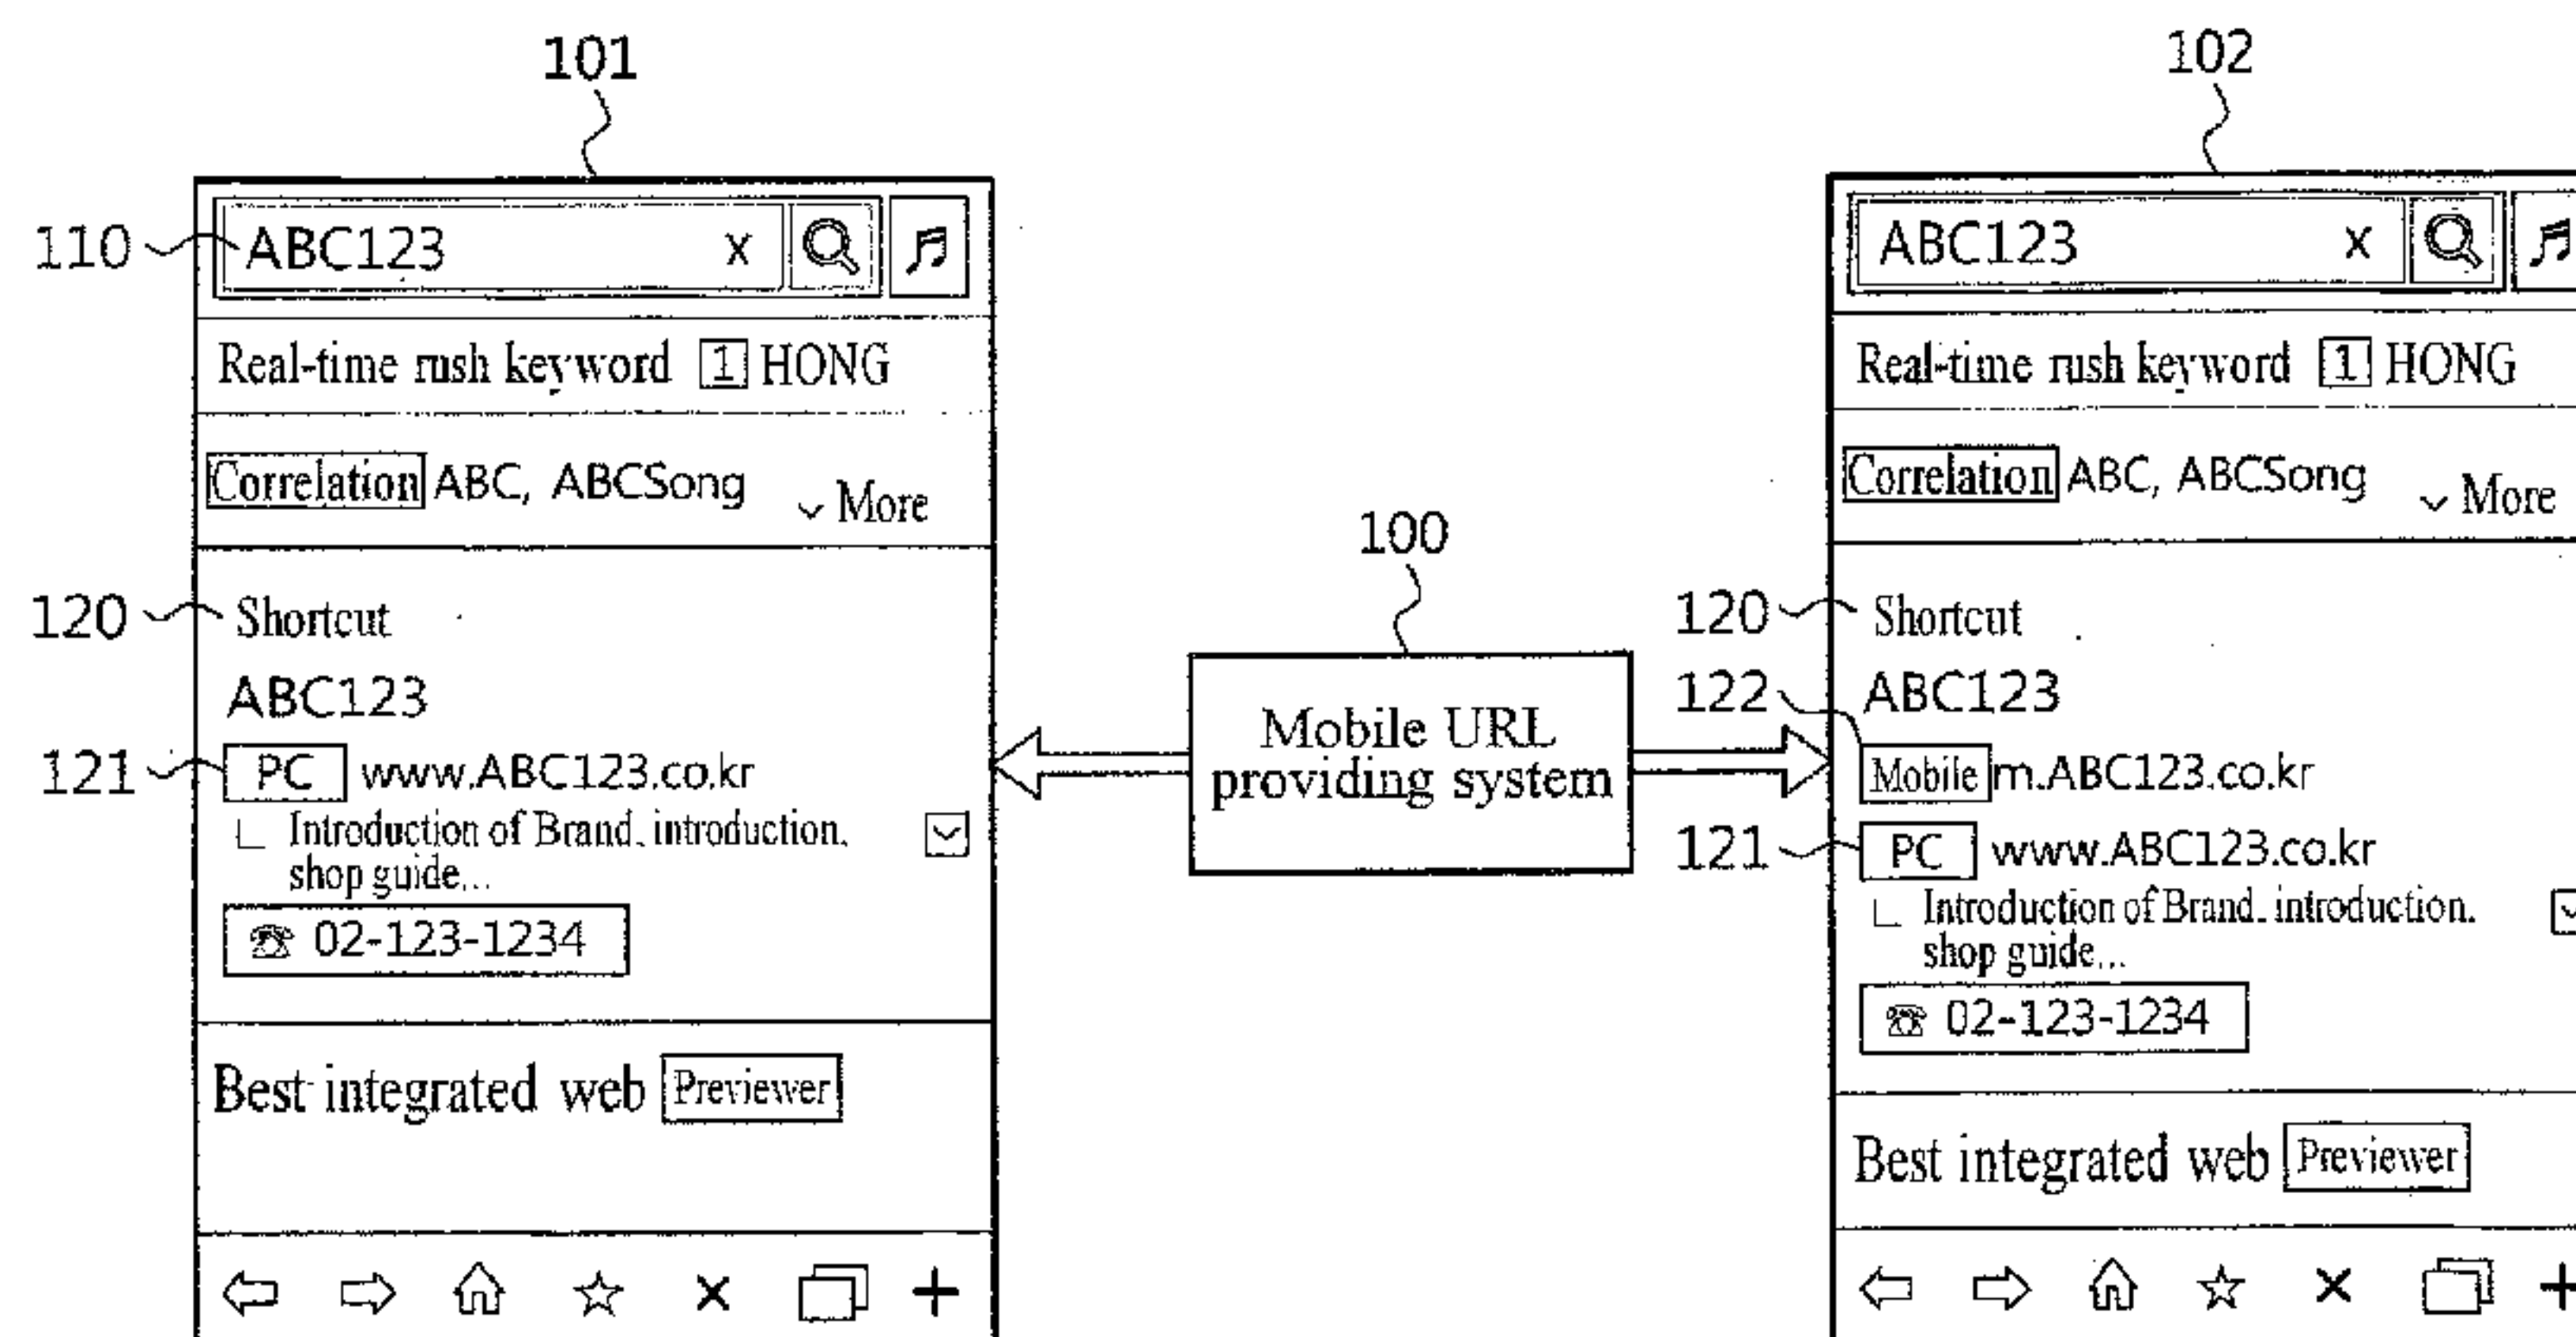 101
102
110
ABC123 X
Real-time rush keyword 1 HONG
Correlation ABC, ABCSong More
120
Shortcut
ABC123
121
PC www.ABC123.co.kr
Introduction of Brand, introduction,
shop guide...
02-123-1234
Best integrated web Previewer
100
Mobile URL
providing system
ABC123 X
Real-time rush keyword 1 HONG
Correlation ABC, ABCSong More
120
Shortcut
122
ABC123
Mobile m.ABC123.co.kr
121
PC www.ABC123.co.kr
Introduction of Brand, introduction,
shop guide...
02-123-1234
Best integrated web Previewer